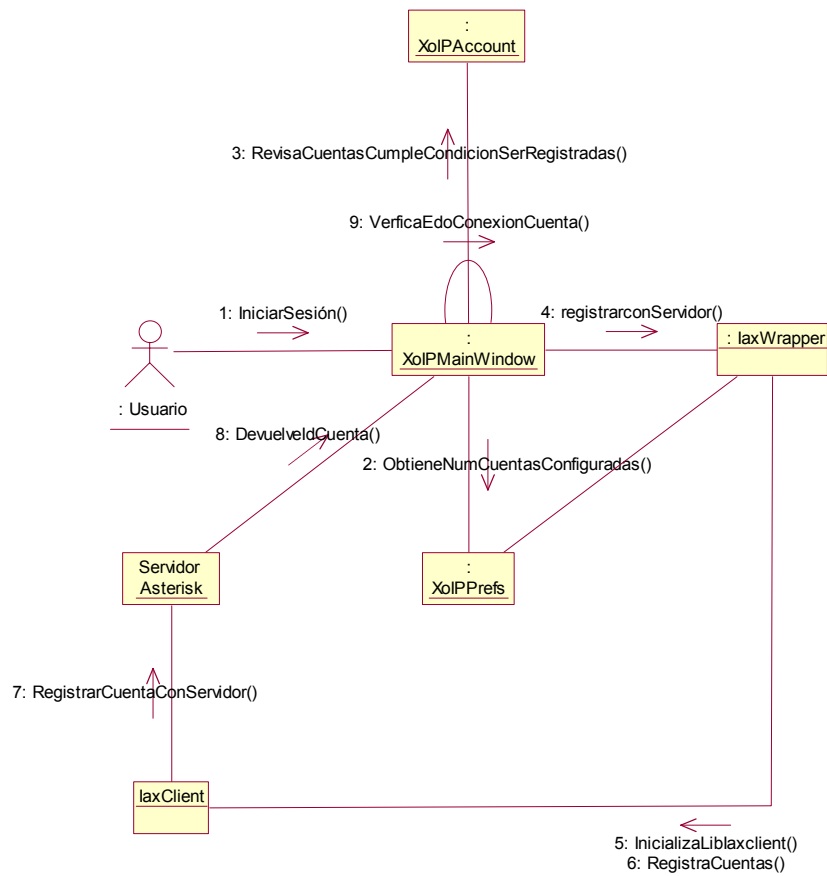 :
XoIPAccount
3: RevisaCuentasCumpleCondicionSerRegistradas()
9: VerficaEdoConexionCuenta()
1: IniciarSesión()
4: registrarconServidor()
:
XoIPMainWindow
: IaxWrapper
: Usuario
8: DevuelveIdCuenta()
2: ObtieneNumCuentasConfiguradas()
Servidor
Asterisk
:
XoIPPrefs
7: RegistrarCuentaConServidor()
IaxClient
5: InicializaLibIaxclient()
6: RegistraCuentas()